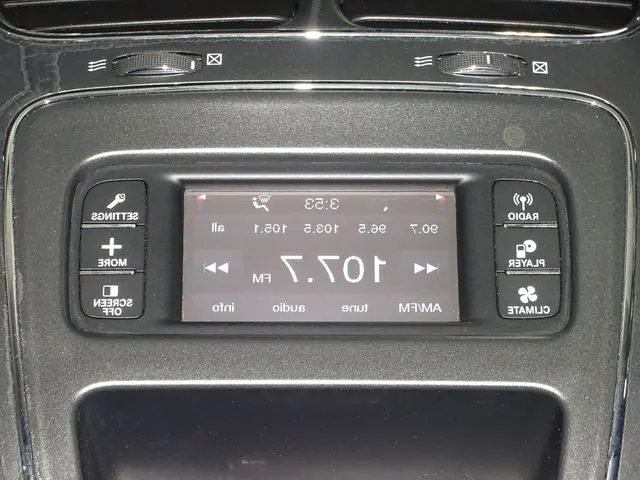 RADIO
PLAYER
CLIMATE
3:53
90.7 96.5 103.5 105.1 all
107.7 FM
AM/FM tune audio info
SETTINGS
MORE
SCREEN
OFF